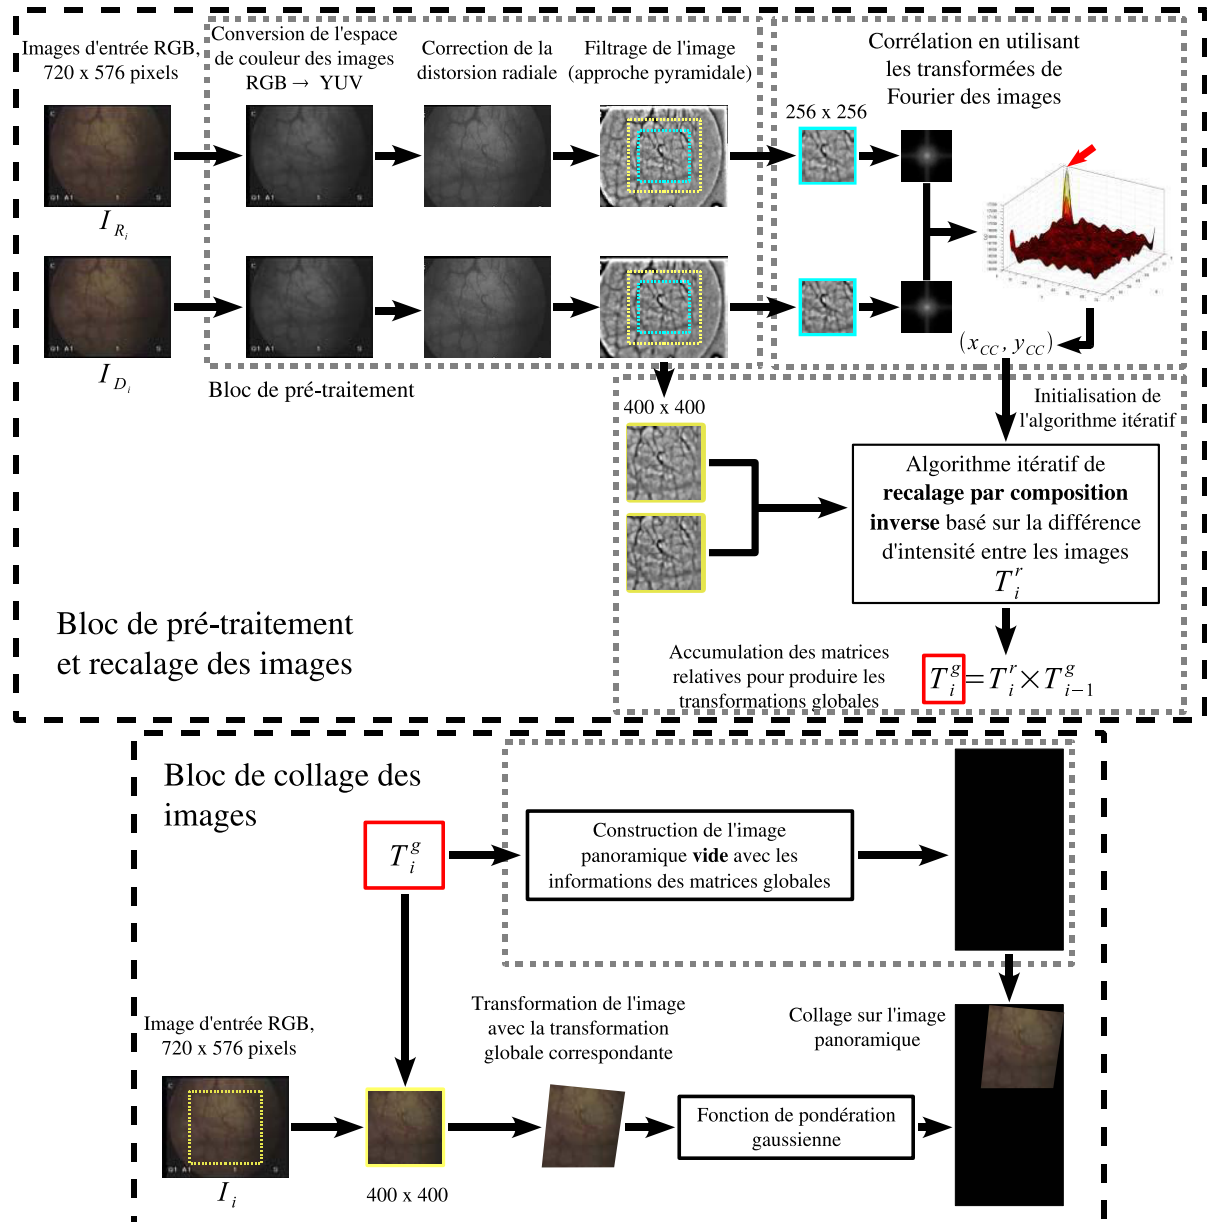 Images d'entrée RGB,
720 x 576 pixels
Conversion de l'espace
de couleur des images
RGB → YUV
Correction de la
distorsion radiale
Filtrage de l'image
(approche pyramidale)
Corrélation en utilisant
les transformées de
Fourier des images
256 x 256
I_{R_i}
I_{D_i}
Bloc de pré-traitement
(x_{CC}, y_{CC})
400 x 400
Initialisation de
l'algorithme itératif
Algorithme itératif de
recalage par composition
inverse basé sur la différence
d'intensité entre les images
T_i^r
Bloc de pré-traitement
et recalage des images
Accumulation des matrices
relatives pour produire les
transformations globales
T_i^g = T_i^r × T_{i-1}^g
Bloc de collage des
images
T_i^g
Construction de l'image
panoramique vide avec les
informations des matrices globales
Image d'entrée RGB,
720 x 576 pixels
Transformation de l'image
avec la transformation
globale correspondante
Collage sur l'image
panoramique
Fonction de pondération
gaussienne
I_i
400 x 400